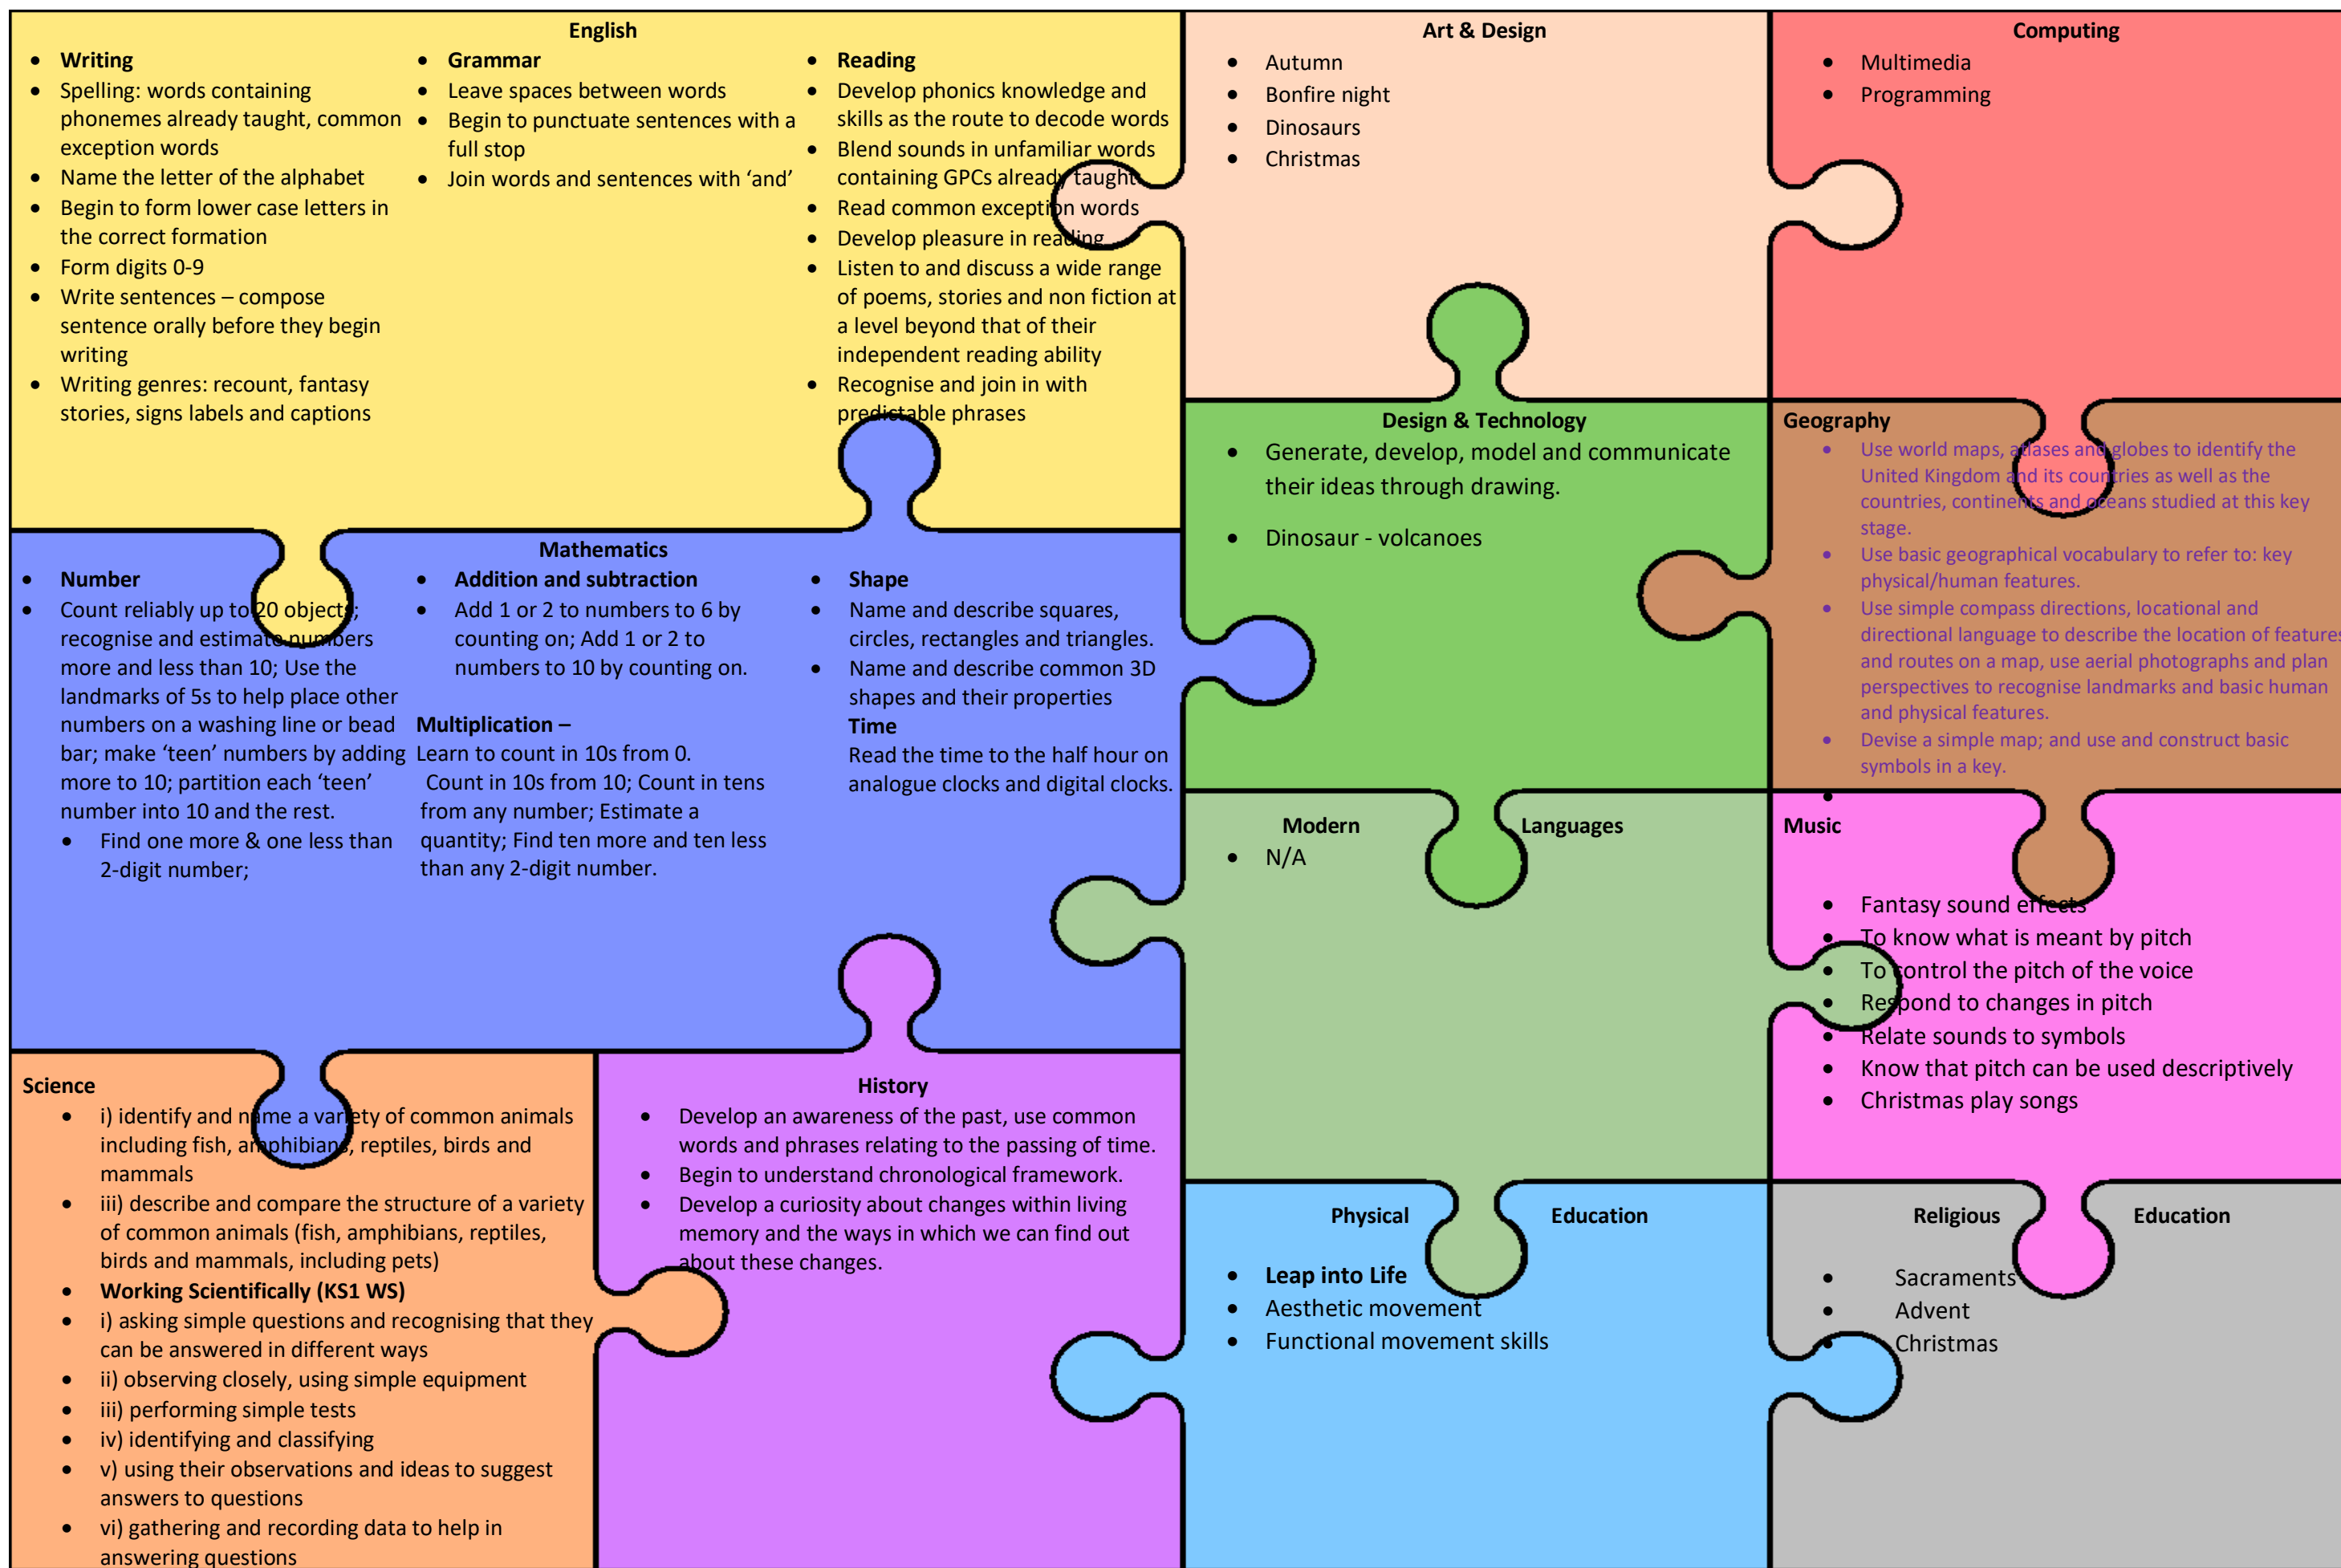 English
• Writing
• Spelling: words containing
phonemes already taught, common
exception words
• Name the letter of the alphabet
• Begin to form lower case letters in
the correct formation
• Form digits 0-9
• Write sentences – compose
sentence orally before they begin
writing
• Writing genres: recount, fantasy
stories, signs labels and captions
• Grammar
• Leave spaces between words
• Begin to punctuate sentences with a
full stop
• Join words and sentences with ‘and’
• Reading
• Develop phonics knowledge and
skills as the route to decode words
• Blend sounds in unfamiliar words
containing GPCs already taught
• Read common exception words
• Develop pleasure in reading
• Listen to and discuss a wide range
of poems, stories and non fiction at
a level beyond that of their
independent reading ability
• Recognise and join in with
predictable phrases
Art & Design
• Autumn
• Bonfire night
• Dinosaurs
• Christmas
Computing
• Multimedia
• Programming
Mathematics
• Number
• Count reliably up to 20 objects;
recognise and estimate numbers
more and less than 10; Use the
landmarks of 5s to help place other
numbers on a washing line or bead
bar; make ‘teen’ numbers by adding
more to 10; partition each ‘teen’
number into 10 and the rest.
• Find one more & one less than
2-digit number;
• Addition and subtraction
• Add 1 or 2 to numbers to 6 by
counting on; Add 1 or 2 to
numbers to 10 by counting on.
Multiplication –
Learn to count in 10s from 0.
Count in 10s from 10; Count in tens
from any number; Estimate a
quantity; Find ten more and ten less
than any 2-digit number.
• Shape
• Name and describe squares,
circles, rectangles and triangles.
• Name and describe common 3D
shapes and their properties
Time
Read the time to the half hour on
analogue clocks and digital clocks.
Design & Technology
• Generate, develop, model and communicate
their ideas through drawing.
• Dinosaur - volcanoes
Geography
• Use world maps, atlases and globes to identify the
United Kingdom and its countries as well as the
countries, continents and oceans studied at this key
stage.
• Use basic geographical vocabulary to refer to: key
physical/human features.
• Use simple compass directions, locational and
directional language to describe the location of features
and routes on a map, use aerial photographs and plan
perspectives to recognise landmarks and basic human
and physical features.
• Devise a simple map; and use and construct basic
symbols in a key.
•
Modern Languages
• N/A
Music
• Fantasy sound effects
• To know what is meant by pitch
• To control the pitch of the voice
• Respond to changes in pitch
• Relate sounds to symbols
• Know that pitch can be used descriptively
• Christmas play songs
Science
• i) identify and name a variety of common animals
including fish, amphibians, reptiles, birds and
mammals
• iii) describe and compare the structure of a variety
of common animals (fish, amphibians, reptiles,
birds and mammals, including pets)
• Working Scientifically (KS1 WS)
• i) asking simple questions and recognising that they
can be answered in different ways
• ii) observing closely, using simple equipment
• iii) performing simple tests
• iv) identifying and classifying
• v) using their observations and ideas to suggest
answers to questions
• vi) gathering and recording data to help in
answering questions
History
• Develop an awareness of the past, use common
words and phrases relating to the passing of time.
• Begin to understand chronological framework.
• Develop a curiosity about changes within living
memory and the ways in which we can find out
about these changes.
Physical Education
• Leap into Life
• Aesthetic movement
• Functional movement skills
Religious Education
• Sacraments
• Advent
• Christmas